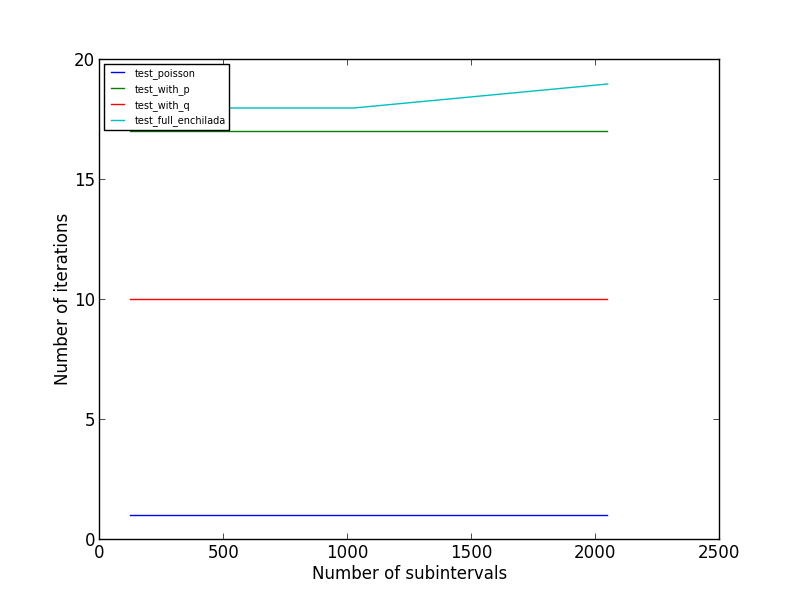 20
test_poisson
test_with_p
test_with_q
test_full_enchilada
15
Number of iterations
10
5
0
0 500 1000 1500 2000 2500
Number of subintervals